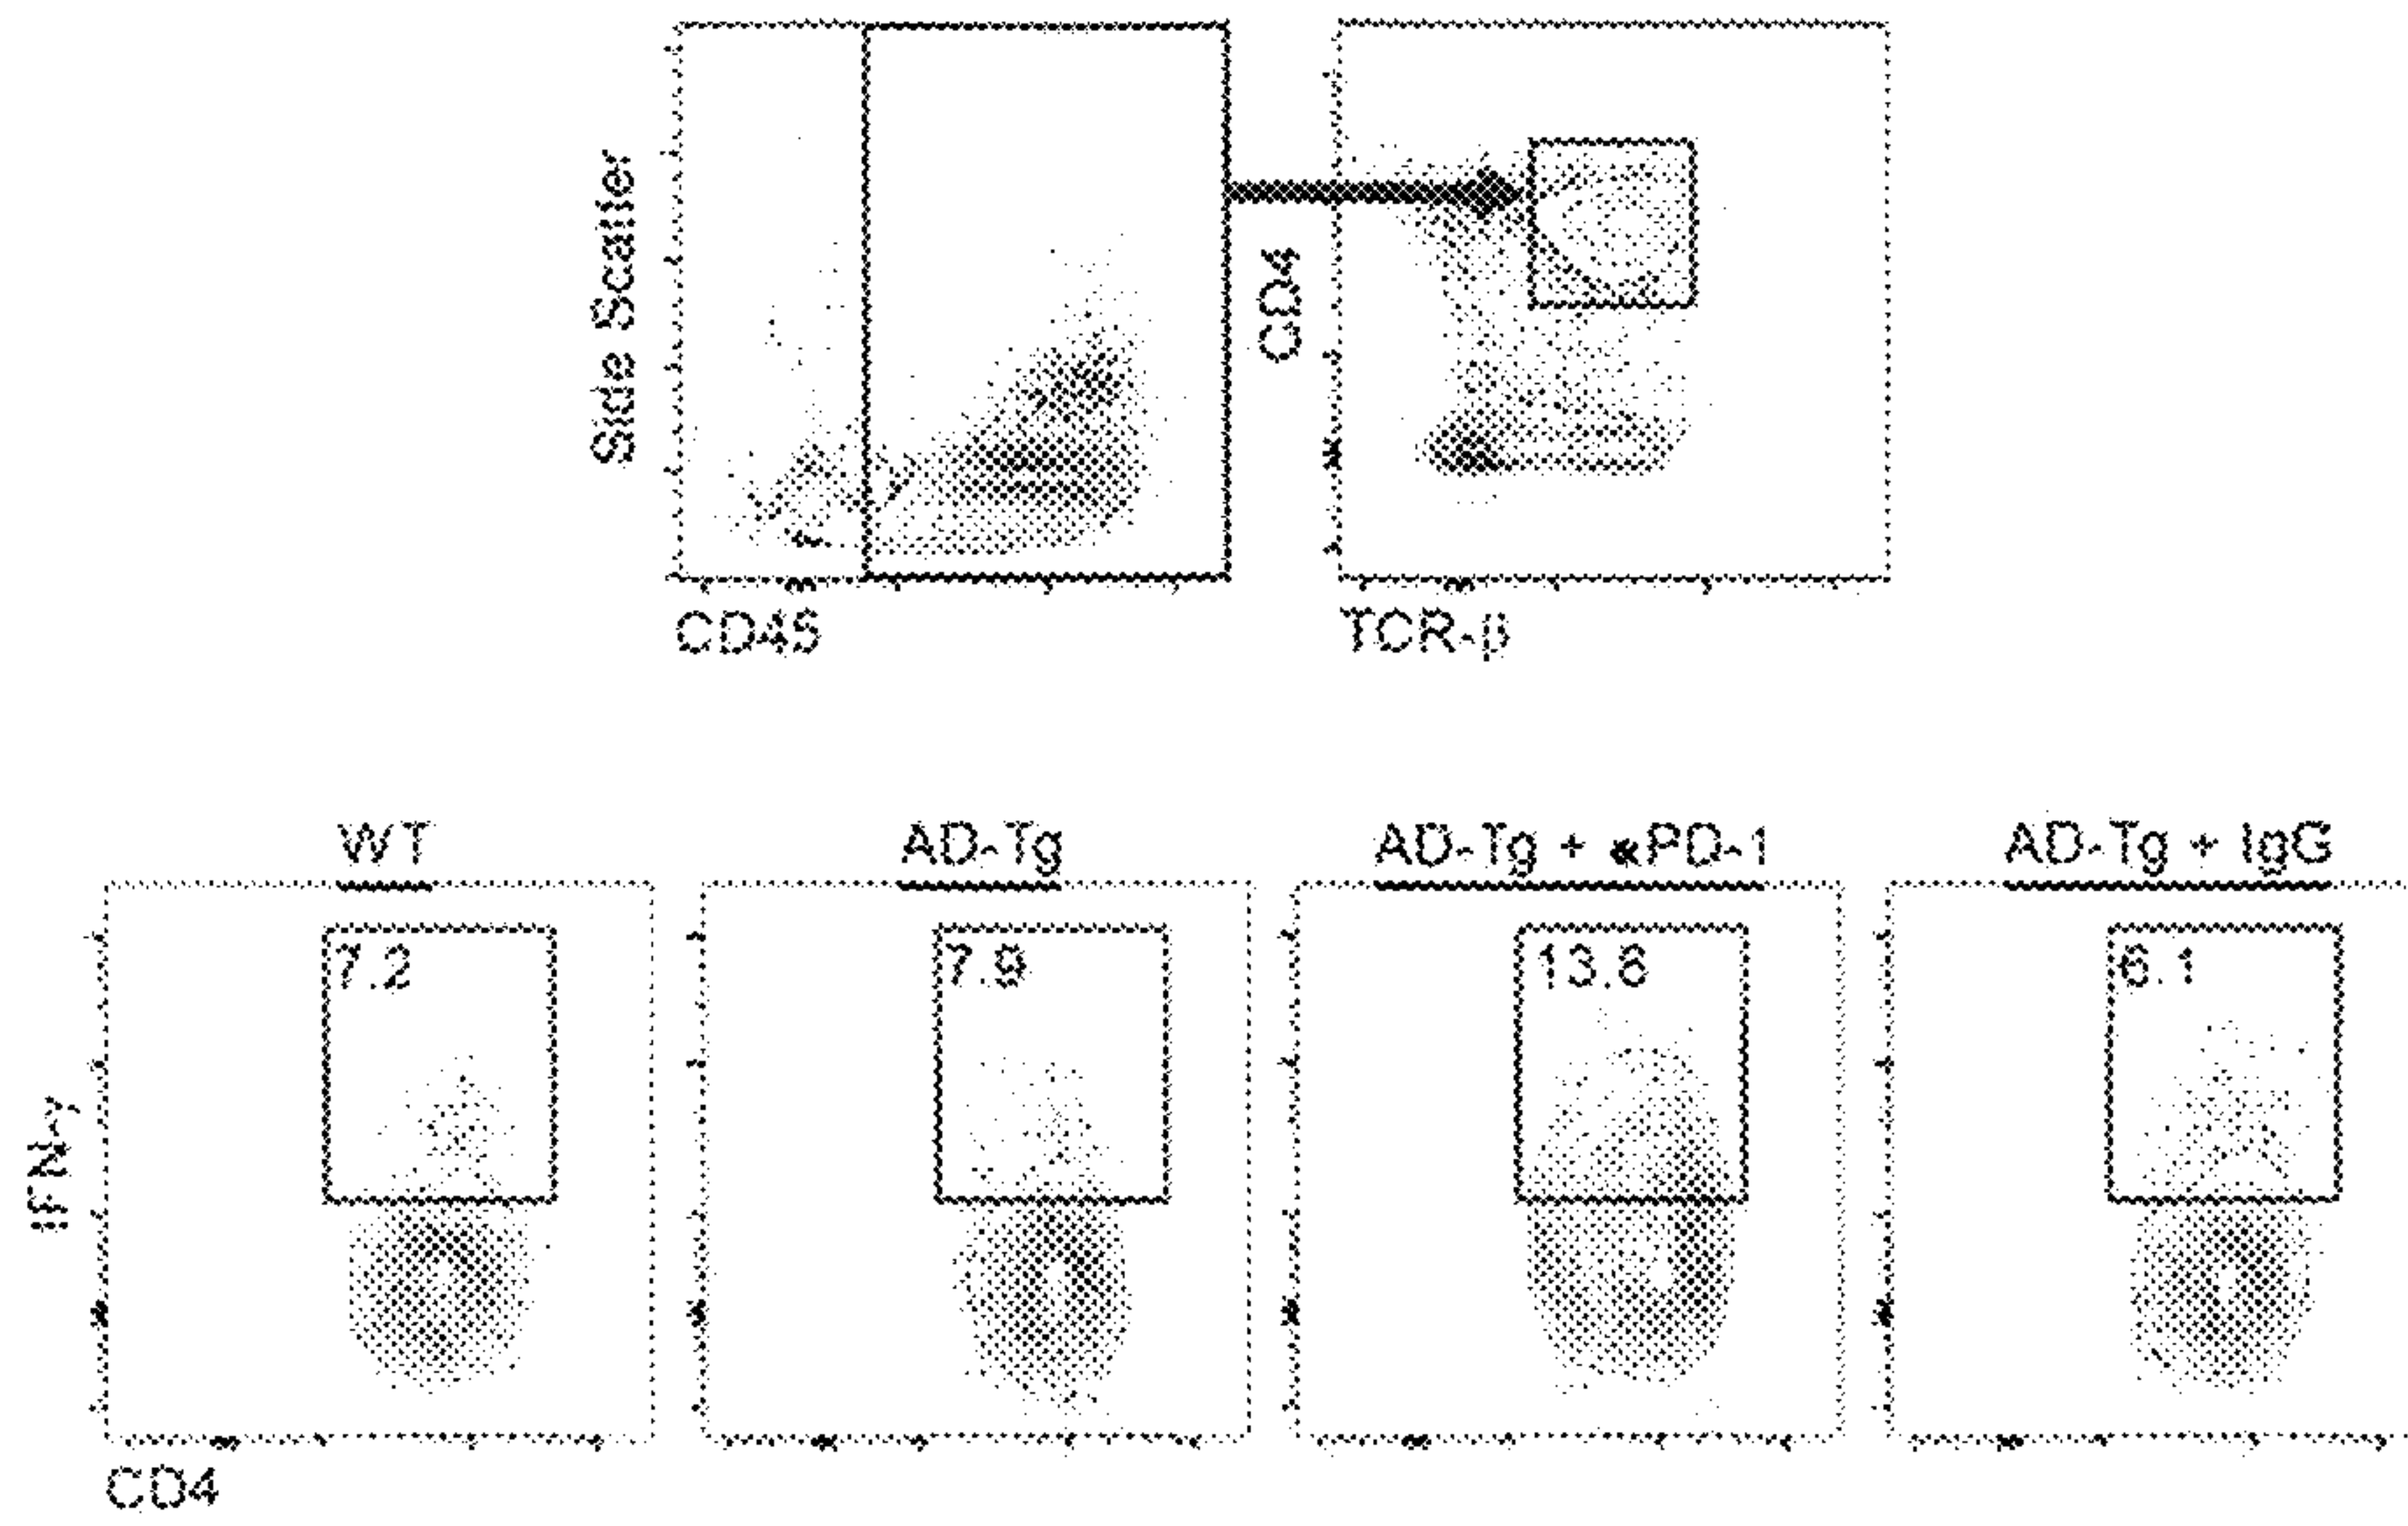 Side Scatter
CD45
CD4
TCR-β
WT
AD-Tg
AD-Tg + αPD-1
AD-Tg + IgG
7.2
7.9
13.6
6.1
IFN-γ
CD4